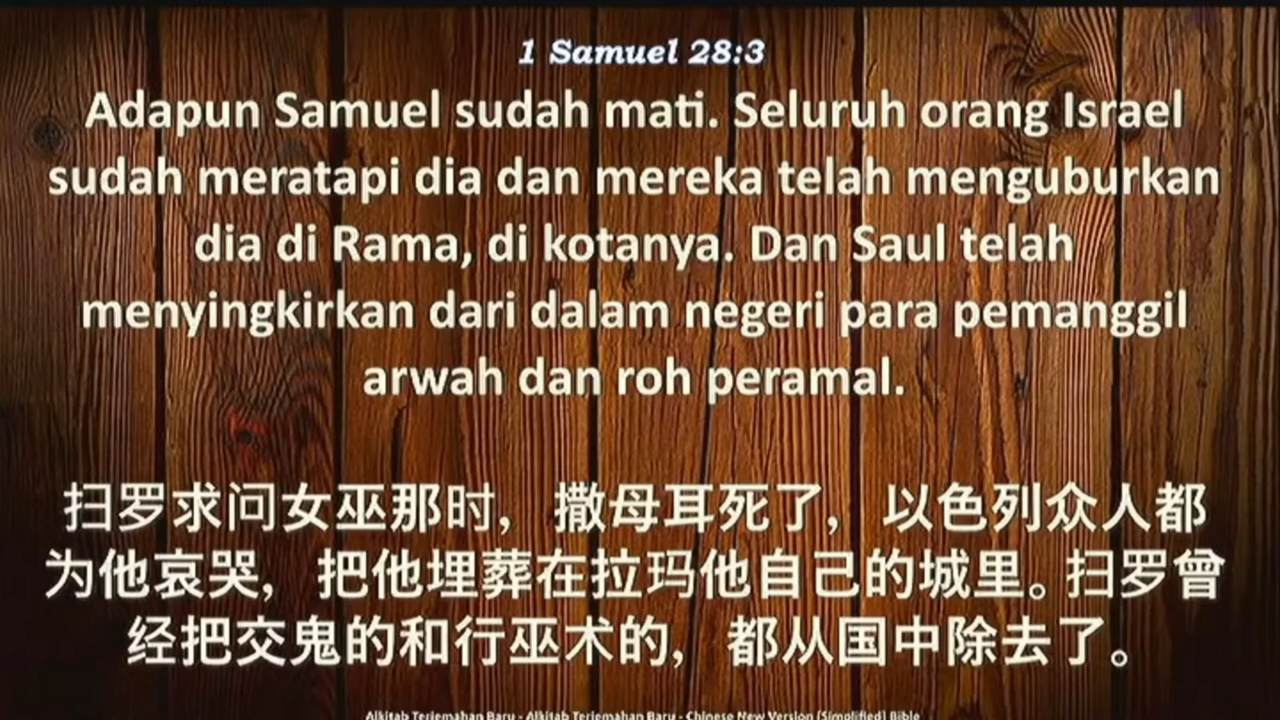 1 Samuel 28:3
Adapun Samuel sudah mati. Seluruh orang Israel
sudah meratapi dia dan mereka telah menguburkan
dia di Rama, di kotanya. Dan Saul telah
menyingkirkan dari dalam negeri para pemanggil
arwah dan roh peramal.
扫罗求问女巫那时，撒母耳死了，以色列众人都
为他哀哭，把他埋葬在拉玛他自己的城里。扫罗曾
经把交鬼的和行巫术的，都从国中除去了。
Alkitab Terjemahan Baru - Alkitab Terjemahan Baru - Chinese New Version (Simplified) Bible